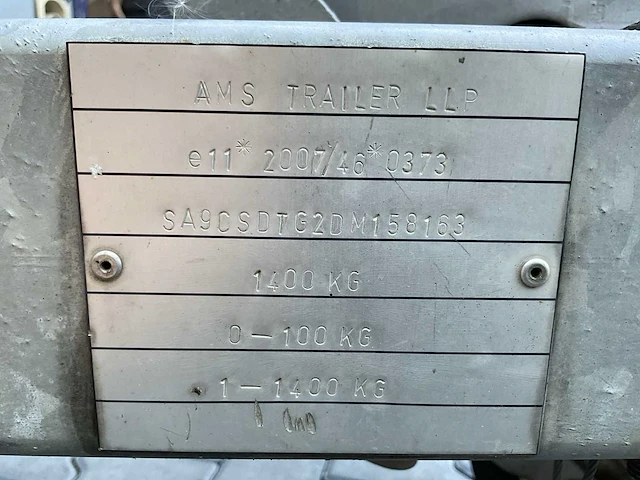 AMS TRAILER LLP
e11*2007/46*0373
SA9CSDTG2DM158163
1400 KG
0-100 KG
1-1400 KG